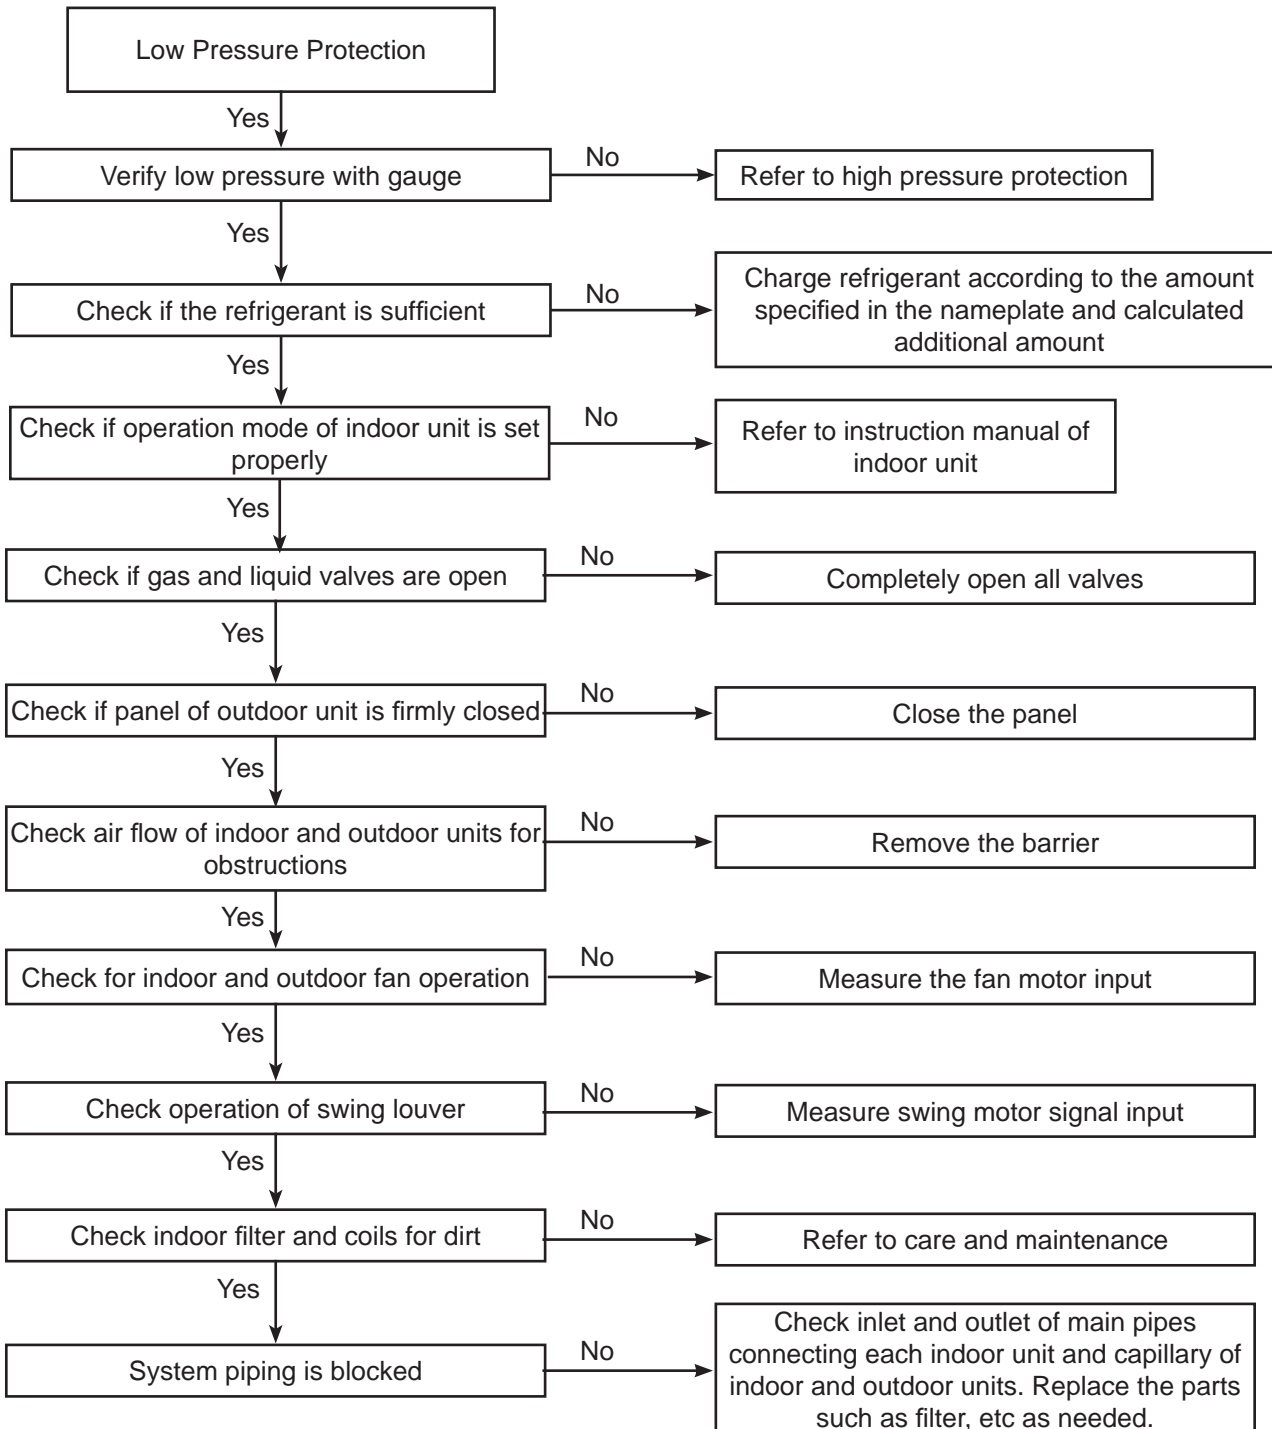 Low Pressure Protection
Yes
Verify low pressure with gauge
No
Refer to high pressure protection
Yes
Check if the refrigerant is sufficient
No
Charge refrigerant according to the amount
specified in the nameplate and calculated
additional amount
Yes
Check if operation mode of indoor unit is set
properly
No
Refer to instruction manual of
indoor unit
Yes
Check if gas and liquid valves are open
No
Completely open all valves
Yes
Check if panel of outdoor unit is firmly closed
No
Close the panel
Yes
Check air flow of indoor and outdoor units for
obstructions
No
Remove the barrier
Yes
Check for indoor and outdoor fan operation
No
Measure the fan motor input
Yes
Check operation of swing louver
No
Measure swing motor signal input
Yes
Check indoor filter and coils for dirt
No
Refer to care and maintenance
Yes
System piping is blocked
No
Check inlet and outlet of main pipes
connecting each indoor unit and capillary of
indoor and outdoor units. Replace the parts
such as filter, etc as needed.